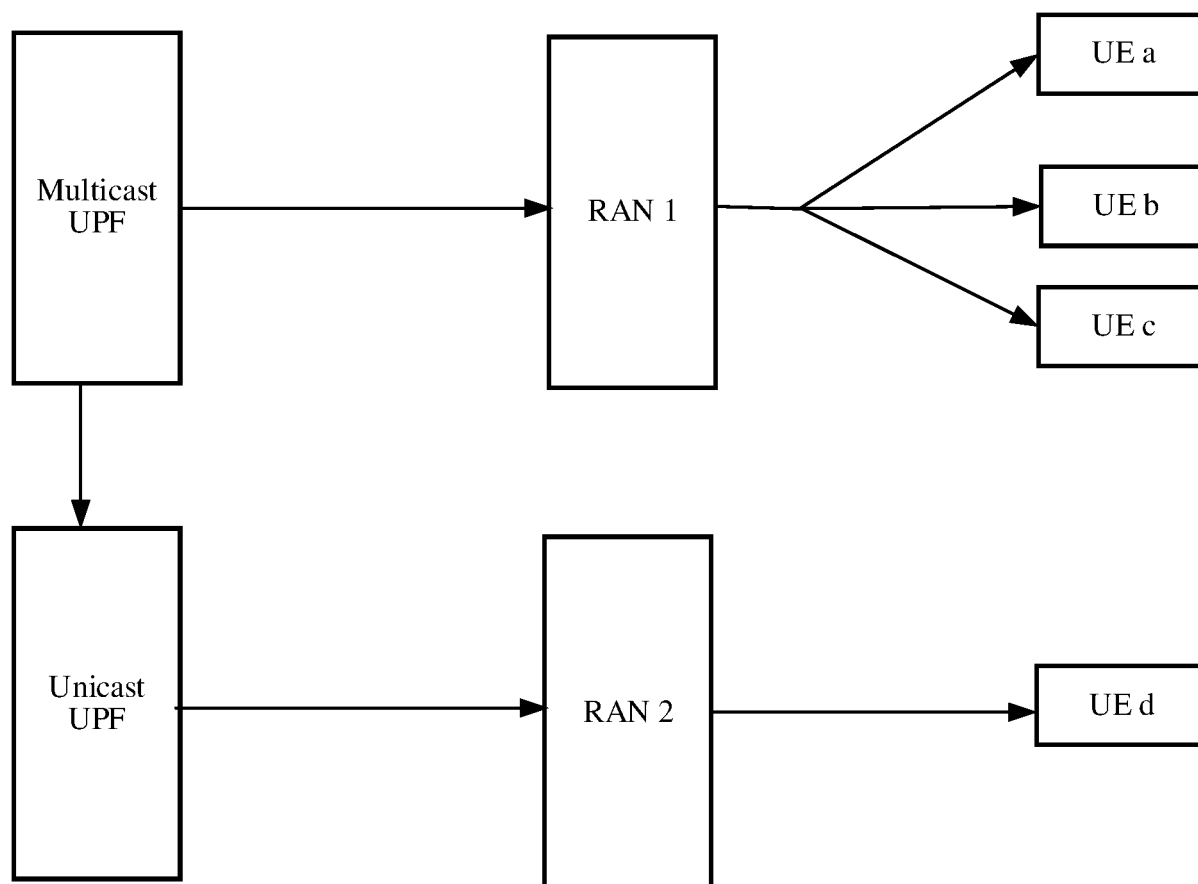 Multicast
UPF
RAN 1
UE a
UE b
UE c
Unicast
UPF
RAN 2
UE d